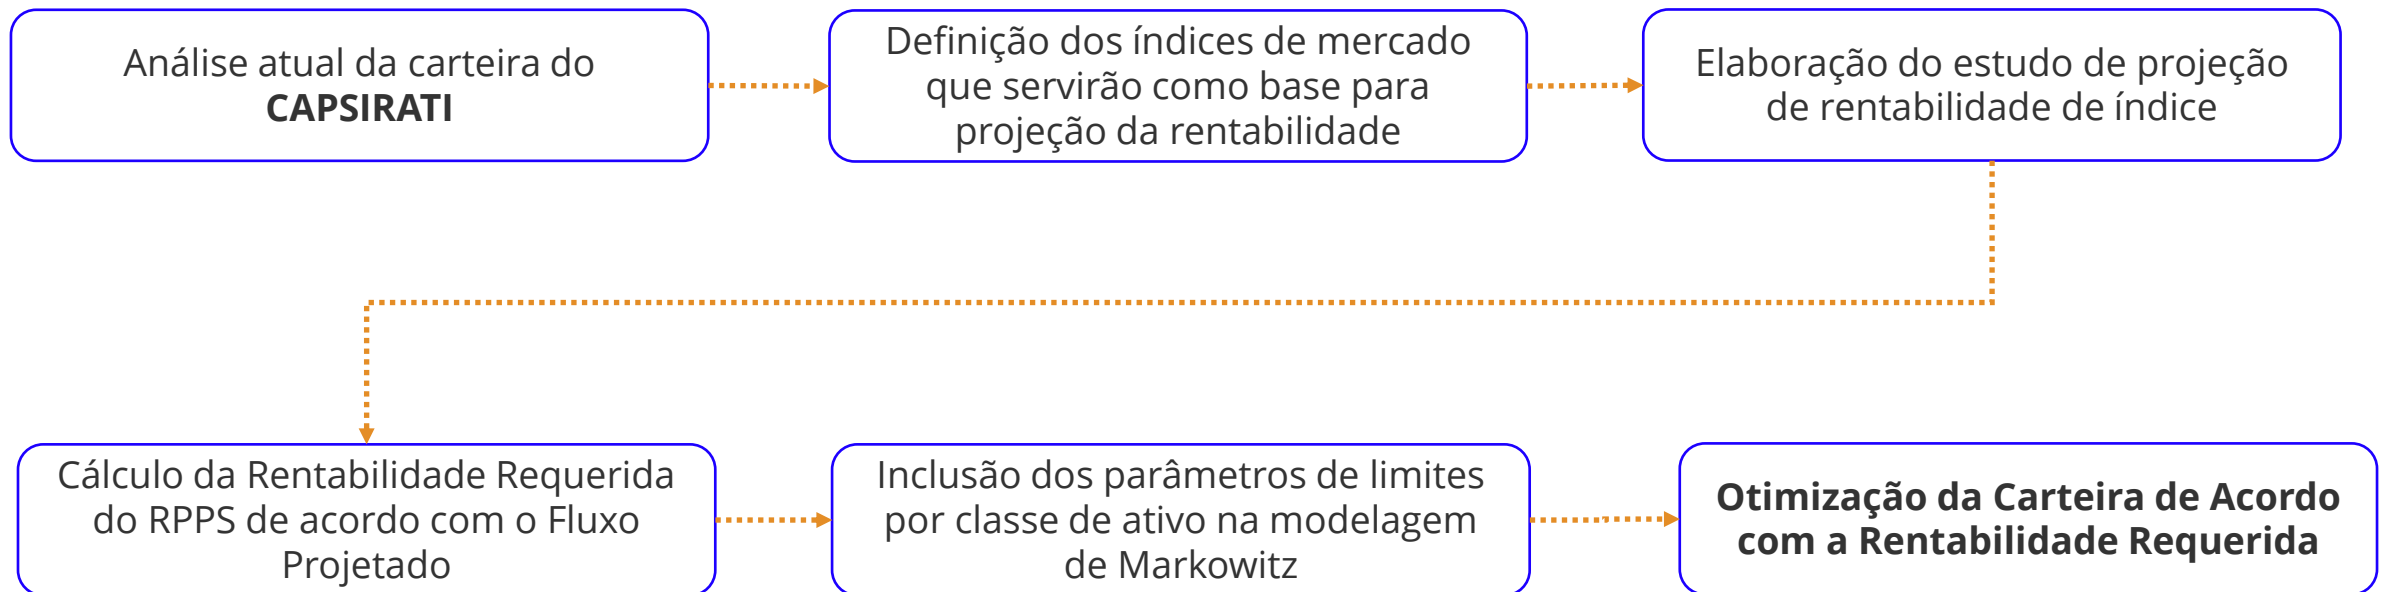 Análise atual da carteira do
CAPSIRATI
Definição dos índices de mercado
que servirão como base para
projeção da rentabilidade
Elaboração do estudo de projeção
de rentabilidade de índice
Cálculo da Rentabilidade Requerida
do RPPS de acordo com o Fluxo
Projetado
Inclusão dos parâmetros de limites
por classe de ativo na modelagem
de Markowitz
Otimização da Carteira de Acordo
com a Rentabilidade Requerida